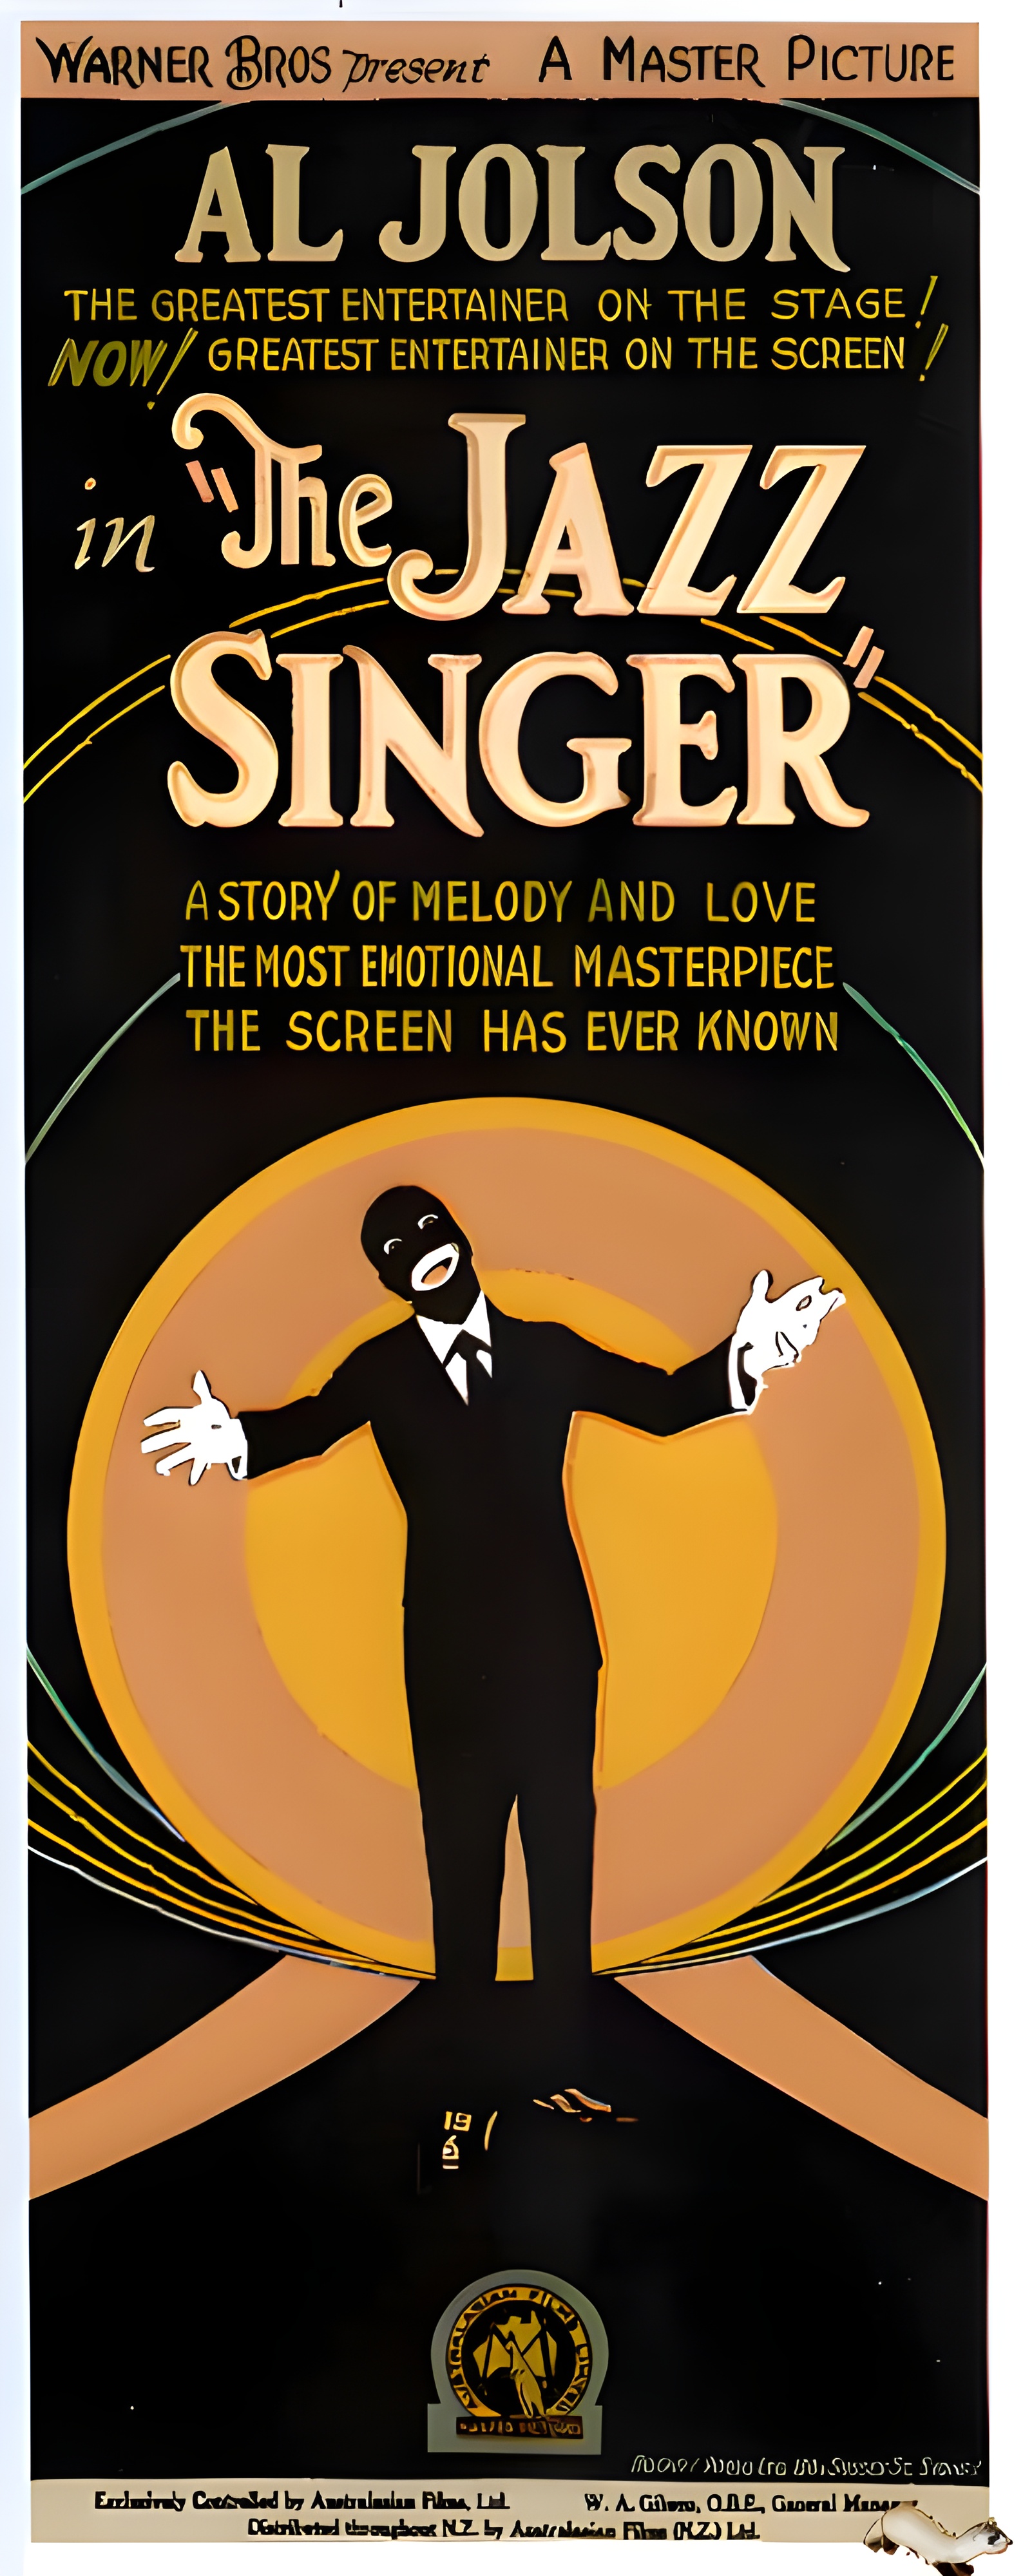 WARNER BROS present A MASTER PICTURE
AL JOLSON
THE GREATEST ENTERTAINER ON THE STAGE!
NOW! GREATEST ENTERTAINER ON THE SCREEN!
in "The JAZZ
SINGER"
A STORY OF MELODY AND LOVE
THE MOST EMOTIONAL MASTERPIECE
THE SCREEN HAS EVER KNOWN
19
Exclusively Controlled by Australasian Films, Ltd.
W. A. General
Distributed throughout N.Z. by Australasian Films (N.Z.) Ltd.